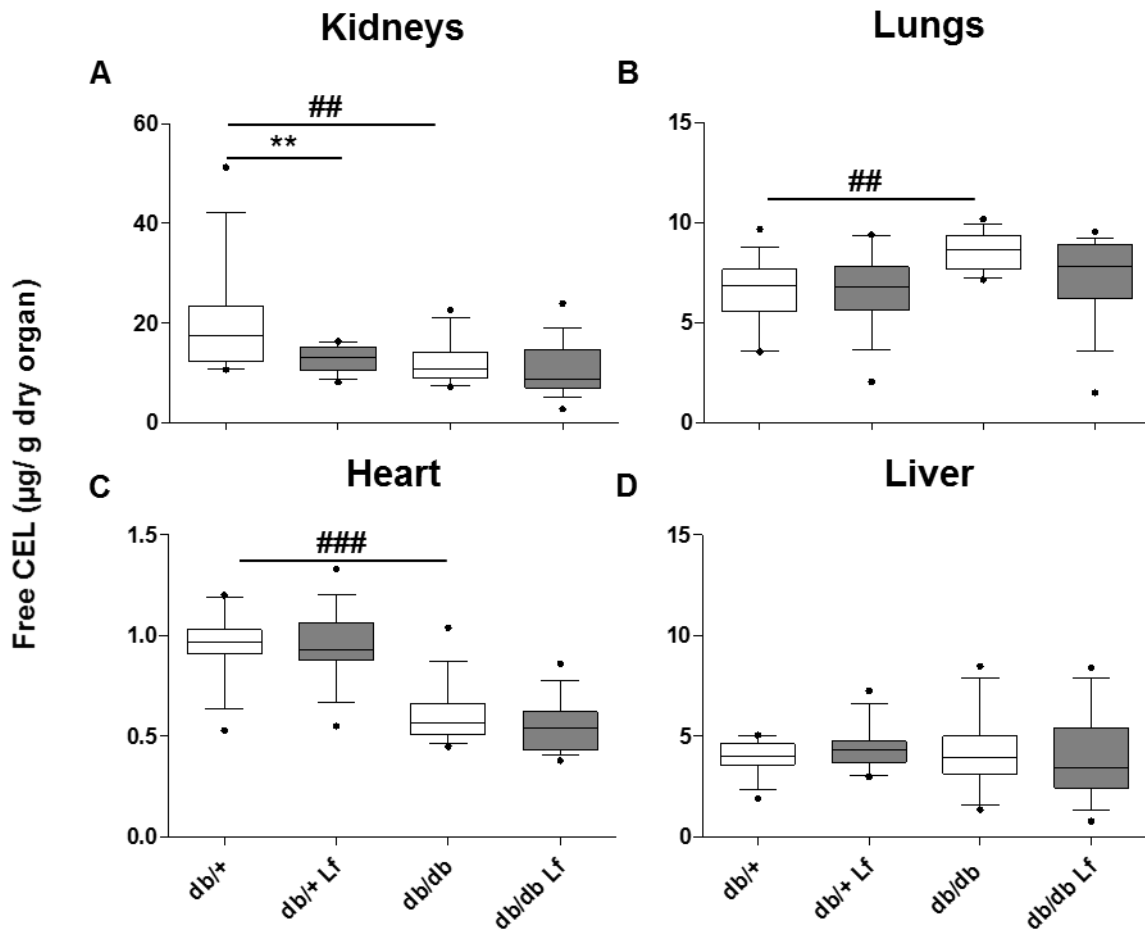 Kidneys
Lungs
A
B
##
**
60
40
20
0
##
15
10
5
0
Free CEL (µg/ g dry organ)
Heart
Liver
C
D
###
1.5
1.0
0.5
0.0
15
10
5
0
db/+
db/+ Lf
db/db
db/db Lf
db/+
db/+ Lf
db/db
db/db Lf